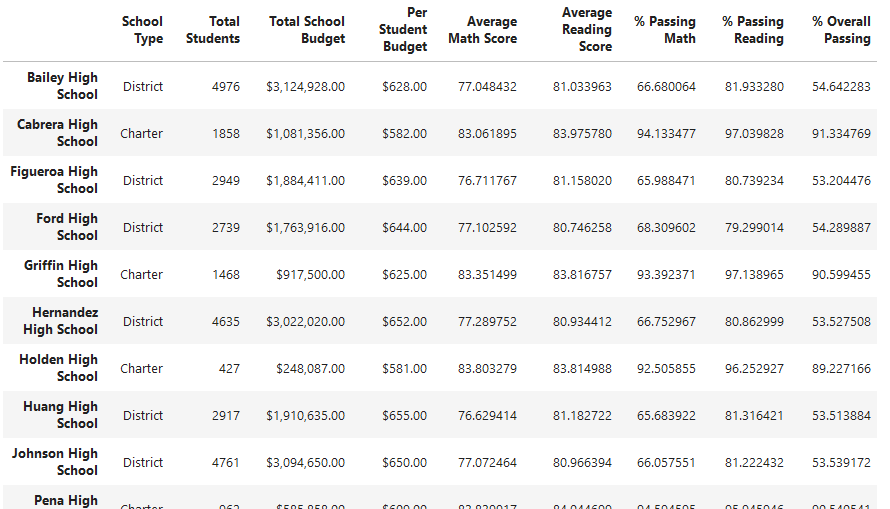 School Type Total Students Total School Budget Per Student Budget Average Math Score Average Reading Score % Passing Math % Passing Reading % Overall Passing
Bailey High School District 4976 $3,124,928.00 $628.00 77.048432 81.033963 66.680064 81.933280 54.642283
Cabrera High School Charter 1858 $1,081,356.00 $582.00 83.061895 83.975780 94.133477 97.039828 91.334769
Figueroa High School District 2949 $1,884,411.00 $639.00 76.711767 81.158020 65.988471 80.739234 53.204476
Ford High School District 2739 $1,763,916.00 $644.00 77.102592 80.746258 68.309602 79.299014 54.289887
Griffin High School Charter 1468 $917,500.00 $625.00 83.351499 83.816757 93.392371 97.138965 90.599455
Hernandez High School District 4635 $3,022,020.00 $652.00 77.289752 80.934412 66.752967 80.862999 53.527508
Holden High School Charter 427 $248,087.00 $581.00 83.803279 83.814988 92.505855 96.252927 89.227166
Huang High School District 2917 $1,910,635.00 $655.00 76.629414 81.182722 65.683922 81.316421 53.513884
Johnson High School District 4761 $3,094,650.00 $650.00 77.072464 80.966394 66.057551 81.222432 53.539172
Pena High